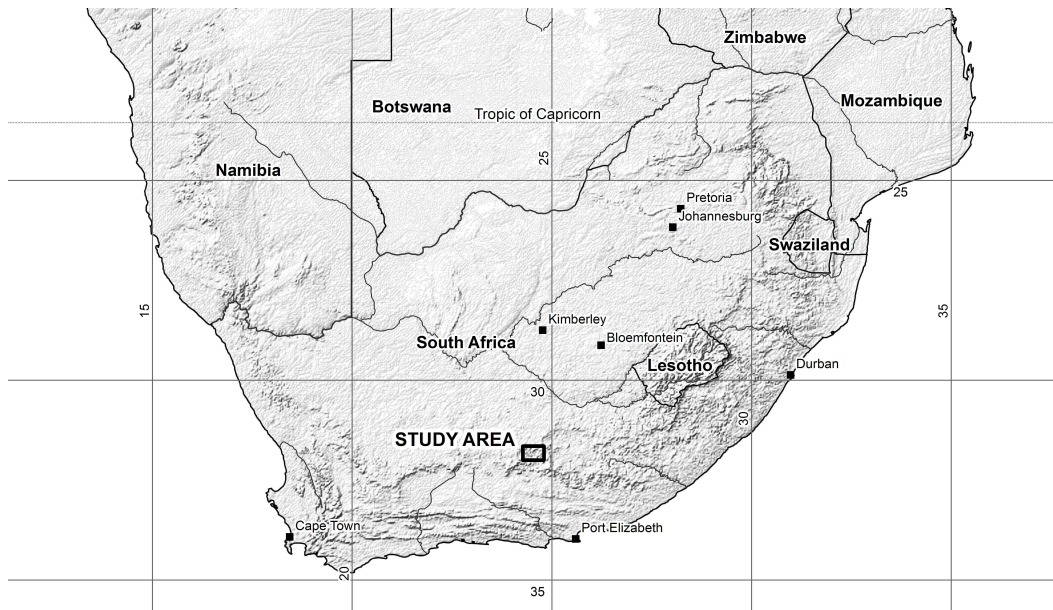 Zimbabwe
Mozambique
Botswana
Tropic of Capricorn
25
Namibia
25
Pretoria
Johannesburg
Swaziland
15
35
Kimberley
South Africa
Bloemfontein
Lesotho
Durban
30
30
STUDY AREA
Cape Town
Port Elizabeth
20
35